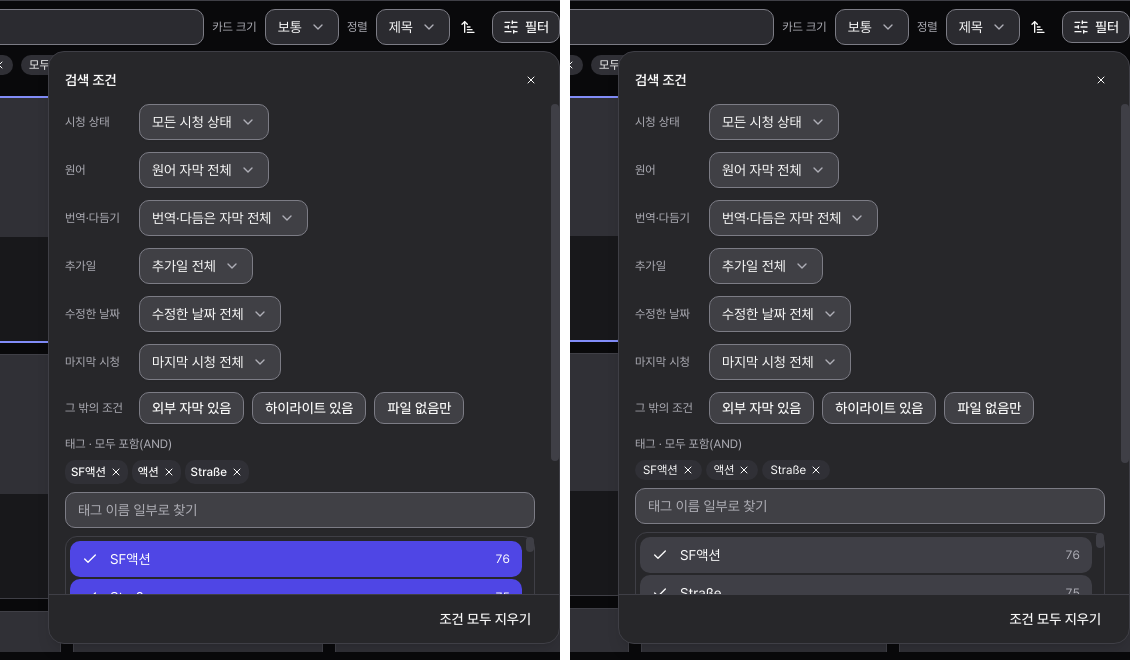 카드 크기 보통 정렬 제목 필터
모두
검색 조건
시청 상태 모든 시청 상태
원어 원어 자막 전체
번역·다듬기 번역·다듬은 자막 전체
추가일 추가일 전체
수정한 날짜 수정한 날짜 전체
마지막 시청 마지막 시청 전체
그 밖의 조건 외부 자막 있음 하이라이트 있음 파일 없음만
태그 · 모두 포함(AND)
SF액션 액션 Straße
태그 이름 일부로 찾기
SF액션 76
조건 모두 지우기
카드 크기 보통 정렬 제목 필터
모두
검색 조건
시청 상태 모든 시청 상태
원어 원어 자막 전체
번역·다듬기 번역·다듬은 자막 전체
추가일 추가일 전체
수정한 날짜 수정한 날짜 전체
마지막 시청 마지막 시청 전체
그 밖의 조건 외부 자막 있음 하이라이트 있음 파일 없음만
태그 · 모두 포함(AND)
SF액션 액션 Straße
태그 이름 일부로 찾기
SF액션 76
Straße 75
조건 모두 지우기